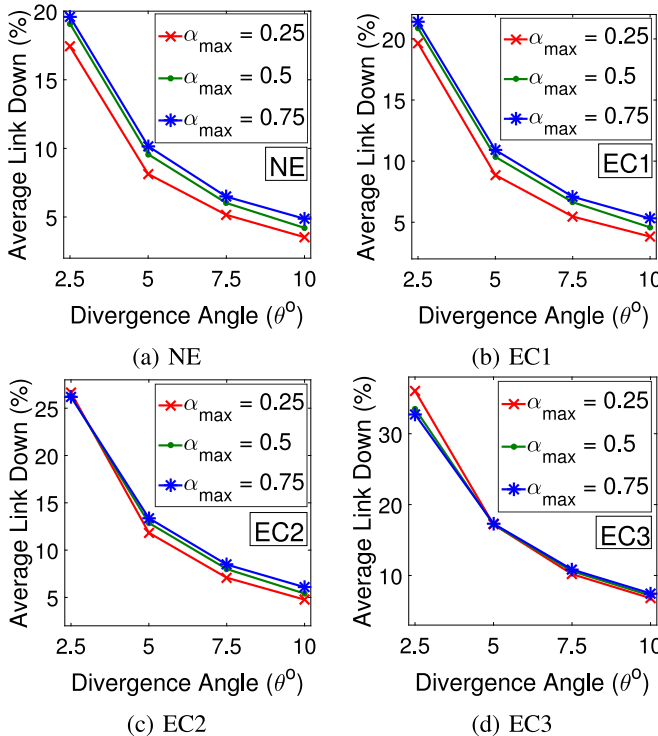 Average Link Down (%)
20
15
10
5
α max = 0.25
α max = 0.5
α max = 0.75
NE
2.5 5 7.5 10
Divergence Angle (θ°)
(a) NE
Average Link Down (%)
20
15
10
5
α max = 0.25
α max = 0.5
α max = 0.75
EC1
2.5 5 7.5 10
Divergence Angle (θ°)
(b) EC1
Average Link Down (%)
25
20
15
10
5
α max = 0.25
α max = 0.5
α max = 0.75
EC2
2.5 5 7.5 10
Divergence Angle (θ°)
(c) EC2
Average Link Down (%)
30
20
10
α max = 0.25
α max = 0.5
α max = 0.75
EC3
2.5 5 7.5 10
Divergence Angle (θ°)
(d) EC3